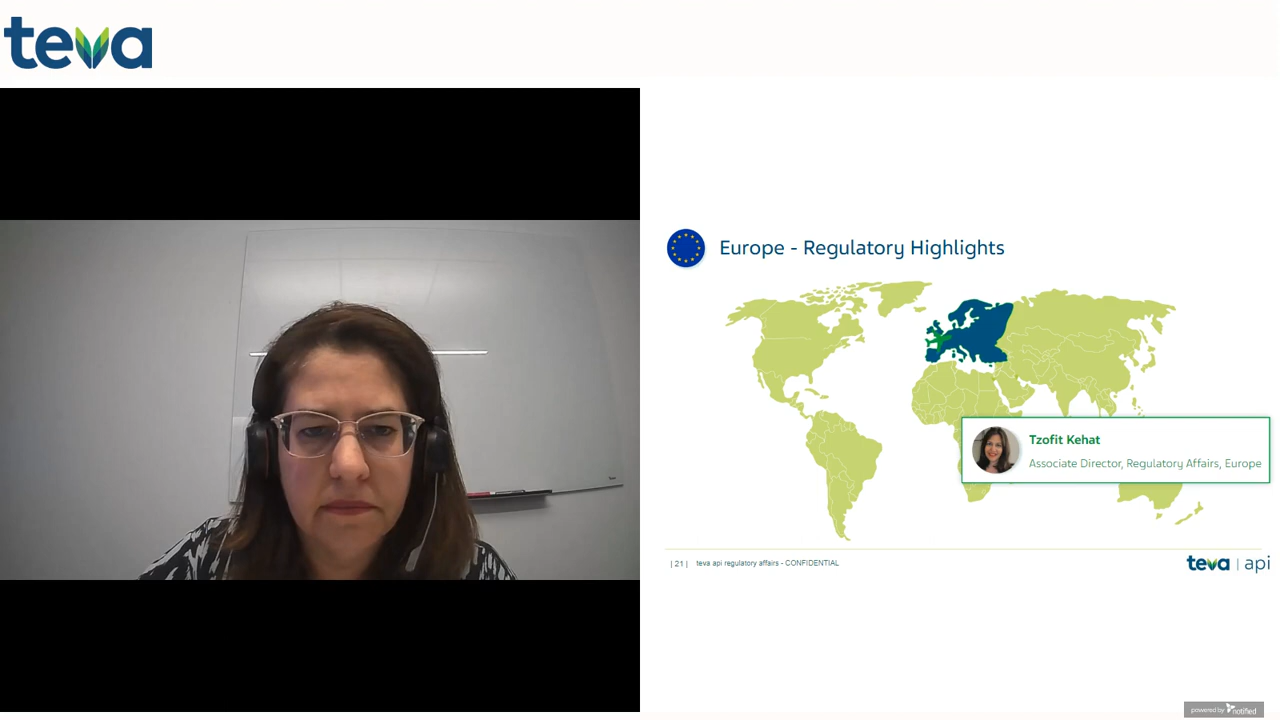 teva
Europe - Regulatory Highlights
Tzofit Kehat
Associate Director, Regulatory Affairs, Europe
| 21 | teva api regulatory affairs - CONFIDENTIAL
teva | api
powered by notified